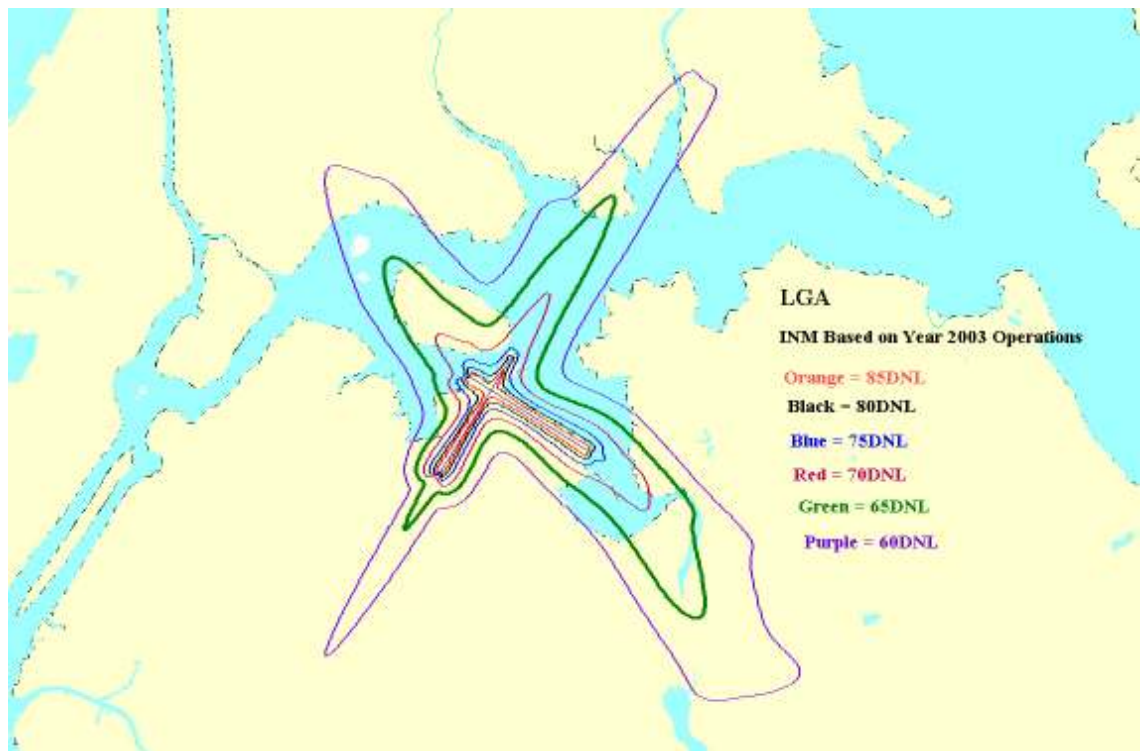 LGA
INM Based on Year 2003 Operations
Orange = 85DNL
Black = 80DNL
Blue = 75DNL
Red = 70DNL
Green = 65DNL
Purple = 60DNL